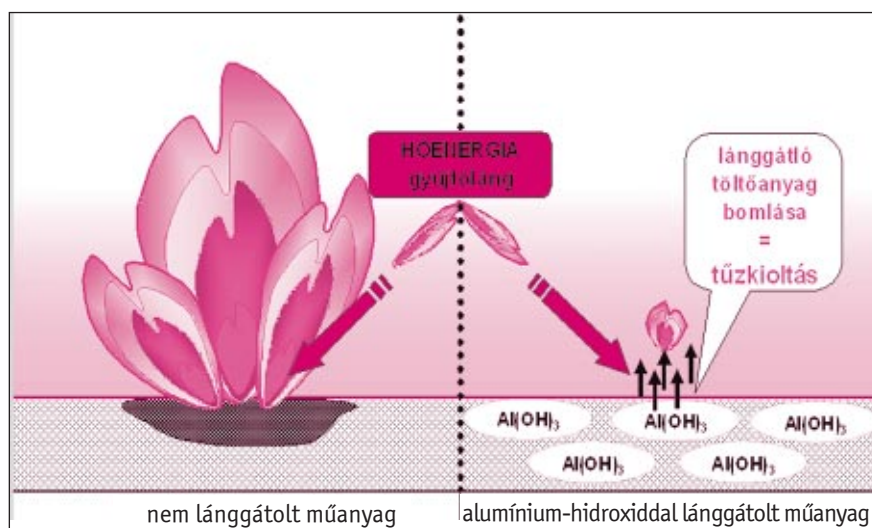 HOENERGIA
gyujtoláng
lánggátló
töltőanyag
bomlása
=
tűzkioltás
Al(OH)3
Al(OH)3
Al(OH)3
Al(OH)3
Al(OH)3
nem lánggátolt műanyag
alumínium-hidroxiddal lánggátolt műanyag